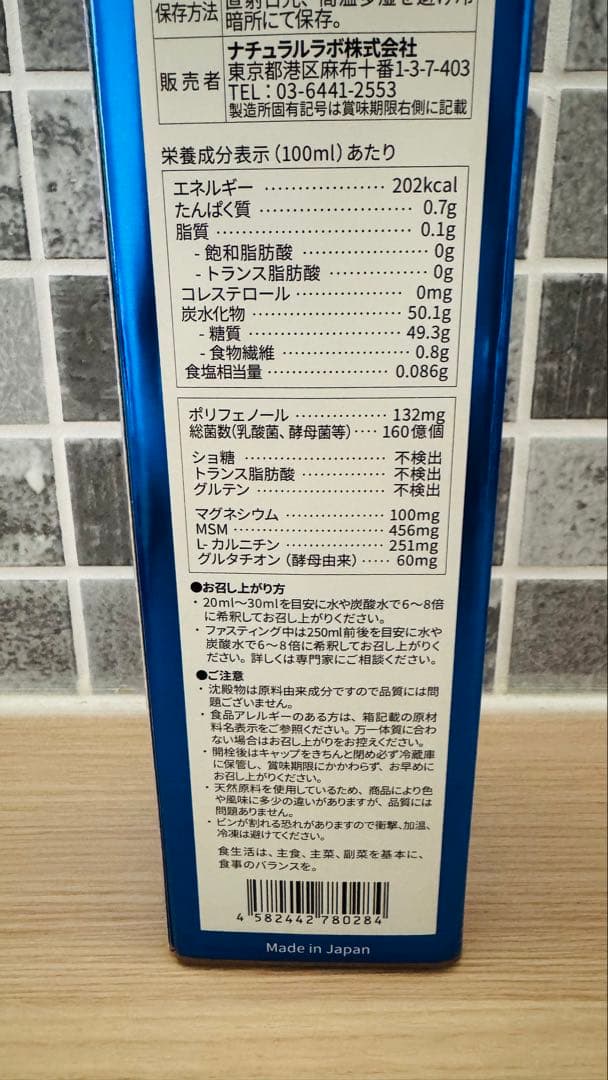 保存方法 直射日光、高温多湿を避け冷
暗所にて保存。
販売者 ナチュラルラボ株式会社
東京都港区麻布十番1-3-7-403
TEL：03-6441-2553
製造所固有記号は賞味期限右側に記載
栄養成分表示（100ml）あたり
エネルギー ・・・・・・・・・・・・・・・・ 202kcal
たんぱく質 ・・・・・・・・・・・・・・・・・・・・ 0.7g
脂質 ・・・・・・・・・・・・・・・・・・・・・・・・・ 0.1g
- 飽和脂肪酸 ・・・・・・・・・・・・・・・・ 0g
- トランス脂肪酸 ・・・・・・・・・・・・・ 0g
コレステロール ・・・・・・・・・・・・・・・ 0mg
炭水化物 ・・・・・・・・・・・・・・・・・・・・ 50.1g
- 糖質 ・・・・・・・・・・・・・・・・・・・・・ 49.3g
- 食物繊維 ・・・・・・・・・・・・・・・・・ 0.8g
食塩相当量 ・・・・・・・・・・・・・・・・ 0.086g
ポリフェノール ・・・・・・・・・・・・・・ 132mg
総菌数（乳酸菌、酵母菌等）・・・・ 160億個
ショ糖 ・・・・・・・・・・・・・・・・・・・・・・ 不検出
トランス脂肪酸 ・・・・・・・・・・・・・ 不検出
グルテン ・・・・・・・・・・・・・・・・・・・・ 不検出
マグネシウム ・・・・・・・・・・・・・・・・ 100mg
MSM ・・・・・・・・・・・・・・・・・・・・・・・ 456mg
L- カルニチン ・・・・・・・・・・・・・・・・ 251mg
グルタチオン（酵母由来）・・・・・ 60mg
●お召し上がり方
・20ml～30mlを目安に水や炭酸水で6～8倍
に希釈してお召し上がりください。
・ファスティング中は250ml前後を目安に水や
炭酸水で6～8倍に希釈してお召し上がりく
ださい。詳しくは専門家にご相談ください。
●ご注意
・沈殿物は原料由来成分ですので品質には問
題ございません。
・食品アレルギーのある方は、箱記載の原材
料名表示をご参照ください。万一体質に合わ
ない場合はお召し上がりをお控えください。
・開栓後はキャップをきちんと閉め必ず冷蔵庫
に保管し、賞味期限にかかわらず、お早めに
お召し上がりください。
・天然原料を使用しているため、商品により色
や風味に多少の違いがありますが、品質には
問題ありません。
・ビンが割れる恐れがありますので衝撃、加温、
冷凍は避けてください。
食生活は、主食、主菜、副菜を基本に、
食事のバランスを。
4 582442 780284
Made in Japan